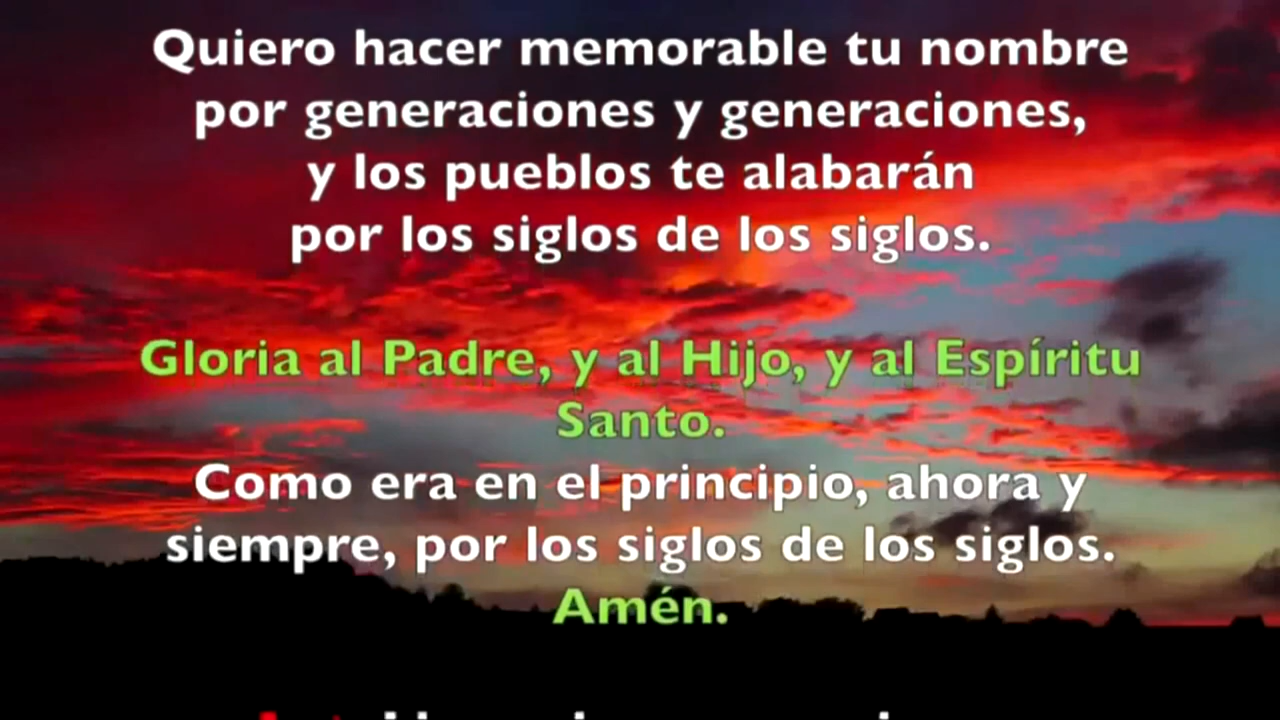 Quiero hacer memorable tu nombre
por generaciones y generaciones,
y los pueblos te alabarán
por los siglos de los siglos.
Gloria al Padre, y al Hijo, y al Espíritu
Santo.
Como era en el principio, ahora y
siempre, por los siglos de los siglos.
Amén.